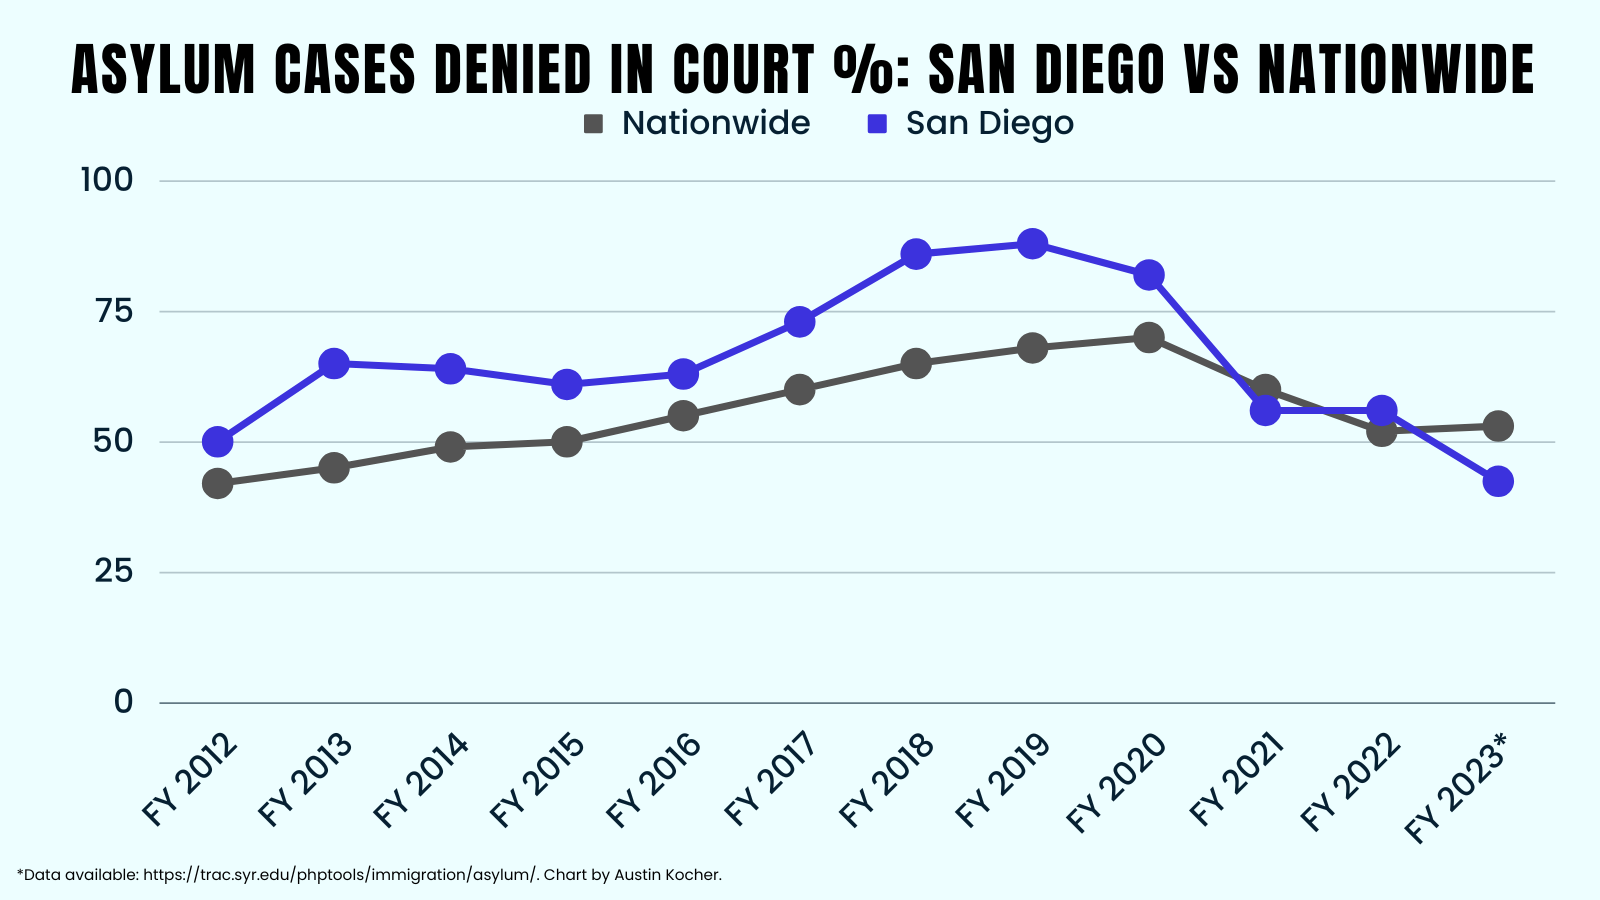 ASYLUM CASES DENIED IN COURT %: SAN DIEGO VS NATIONWIDE
Nationwide San Diego
100
75
50
25
0
FY 2012 FY 2013 FY 2014 FY 2015 FY 2016 FY 2017 FY 2018 FY 2019 FY 2020 FY 2021 FY 2022 FY 2023*
*Data available: https://trac.syr.edu/phptools/immigration/asylum/. Chart by Austin Kocher.